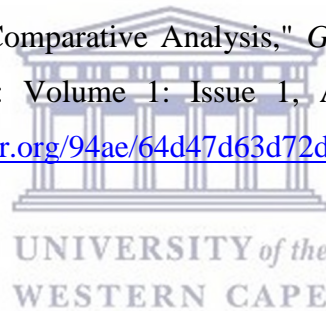 Comparative Analysis," G
: Volume 1: Issue 1, A
r.org/94ae/64d47d63d72d
UNIVERSITY of the
WESTERN CAPE